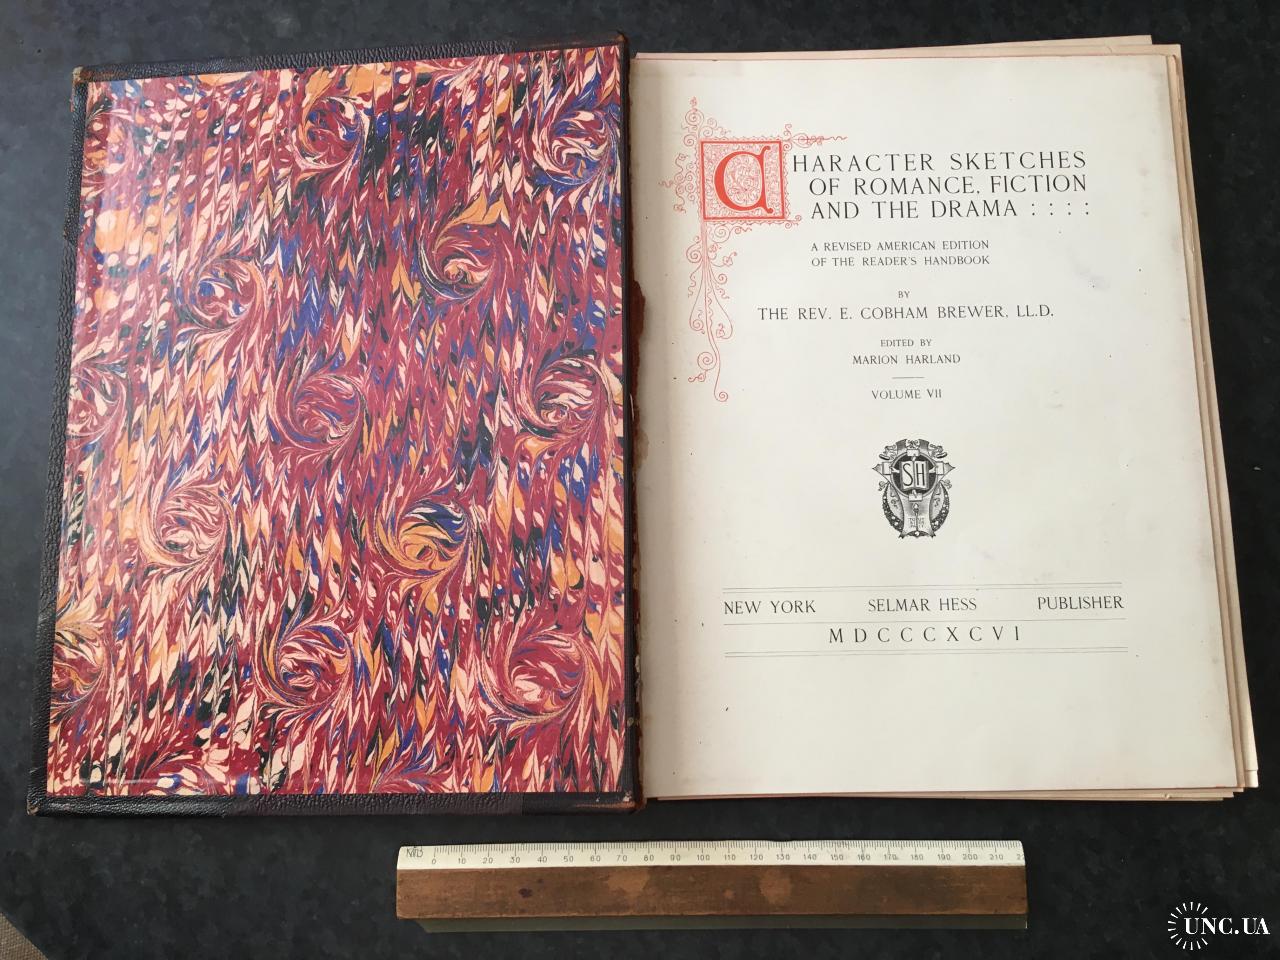 CHARACTER SKETCHES
OF ROMANCE, FICTION
AND THE DRAMA : : : :
A REVISED AMERICAN EDITION
OF THE READER'S HANDBOOK
BY
THE REV. E. COBHAM BREWER, LL.D.
EDITED BY
MARION HARLAND
VOLUME VII
SH
NEW YORK SELMAR HESS PUBLISHER
MDCCCXCVI
0 10 20 30 40 50 60 70 80 90 100 110 120 130 140 150 160 170 180 190 200 210
UNC.UA